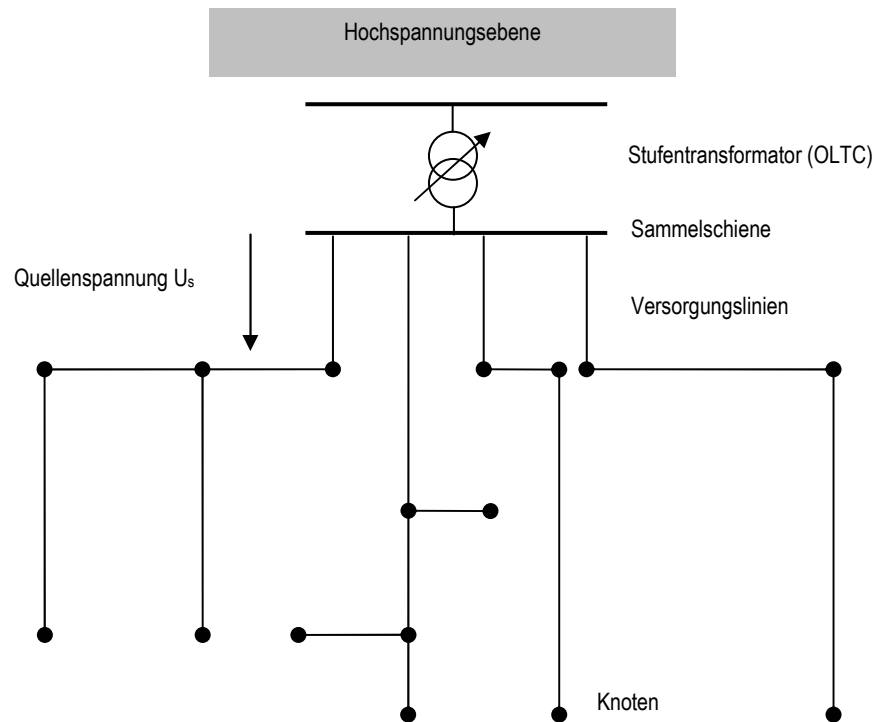 Hochspannungsebene
Stufentransformator (OLTC)
Sammelschiene
Quellenspannung Us
Versorgungslinien
Knoten